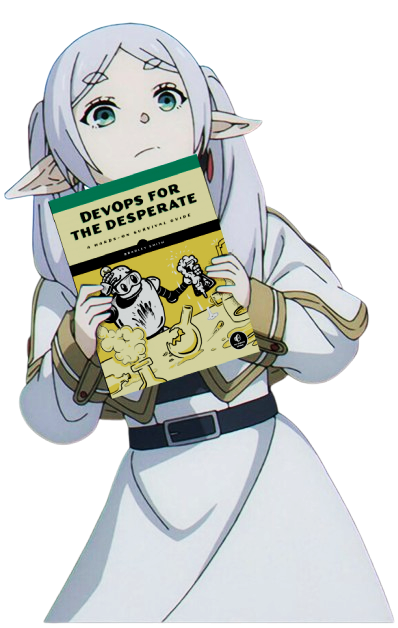 DEVOPS FOR
THE DESPERATE
A HANDS-ON SURVIVAL GUIDE
BRADLEY SMITH